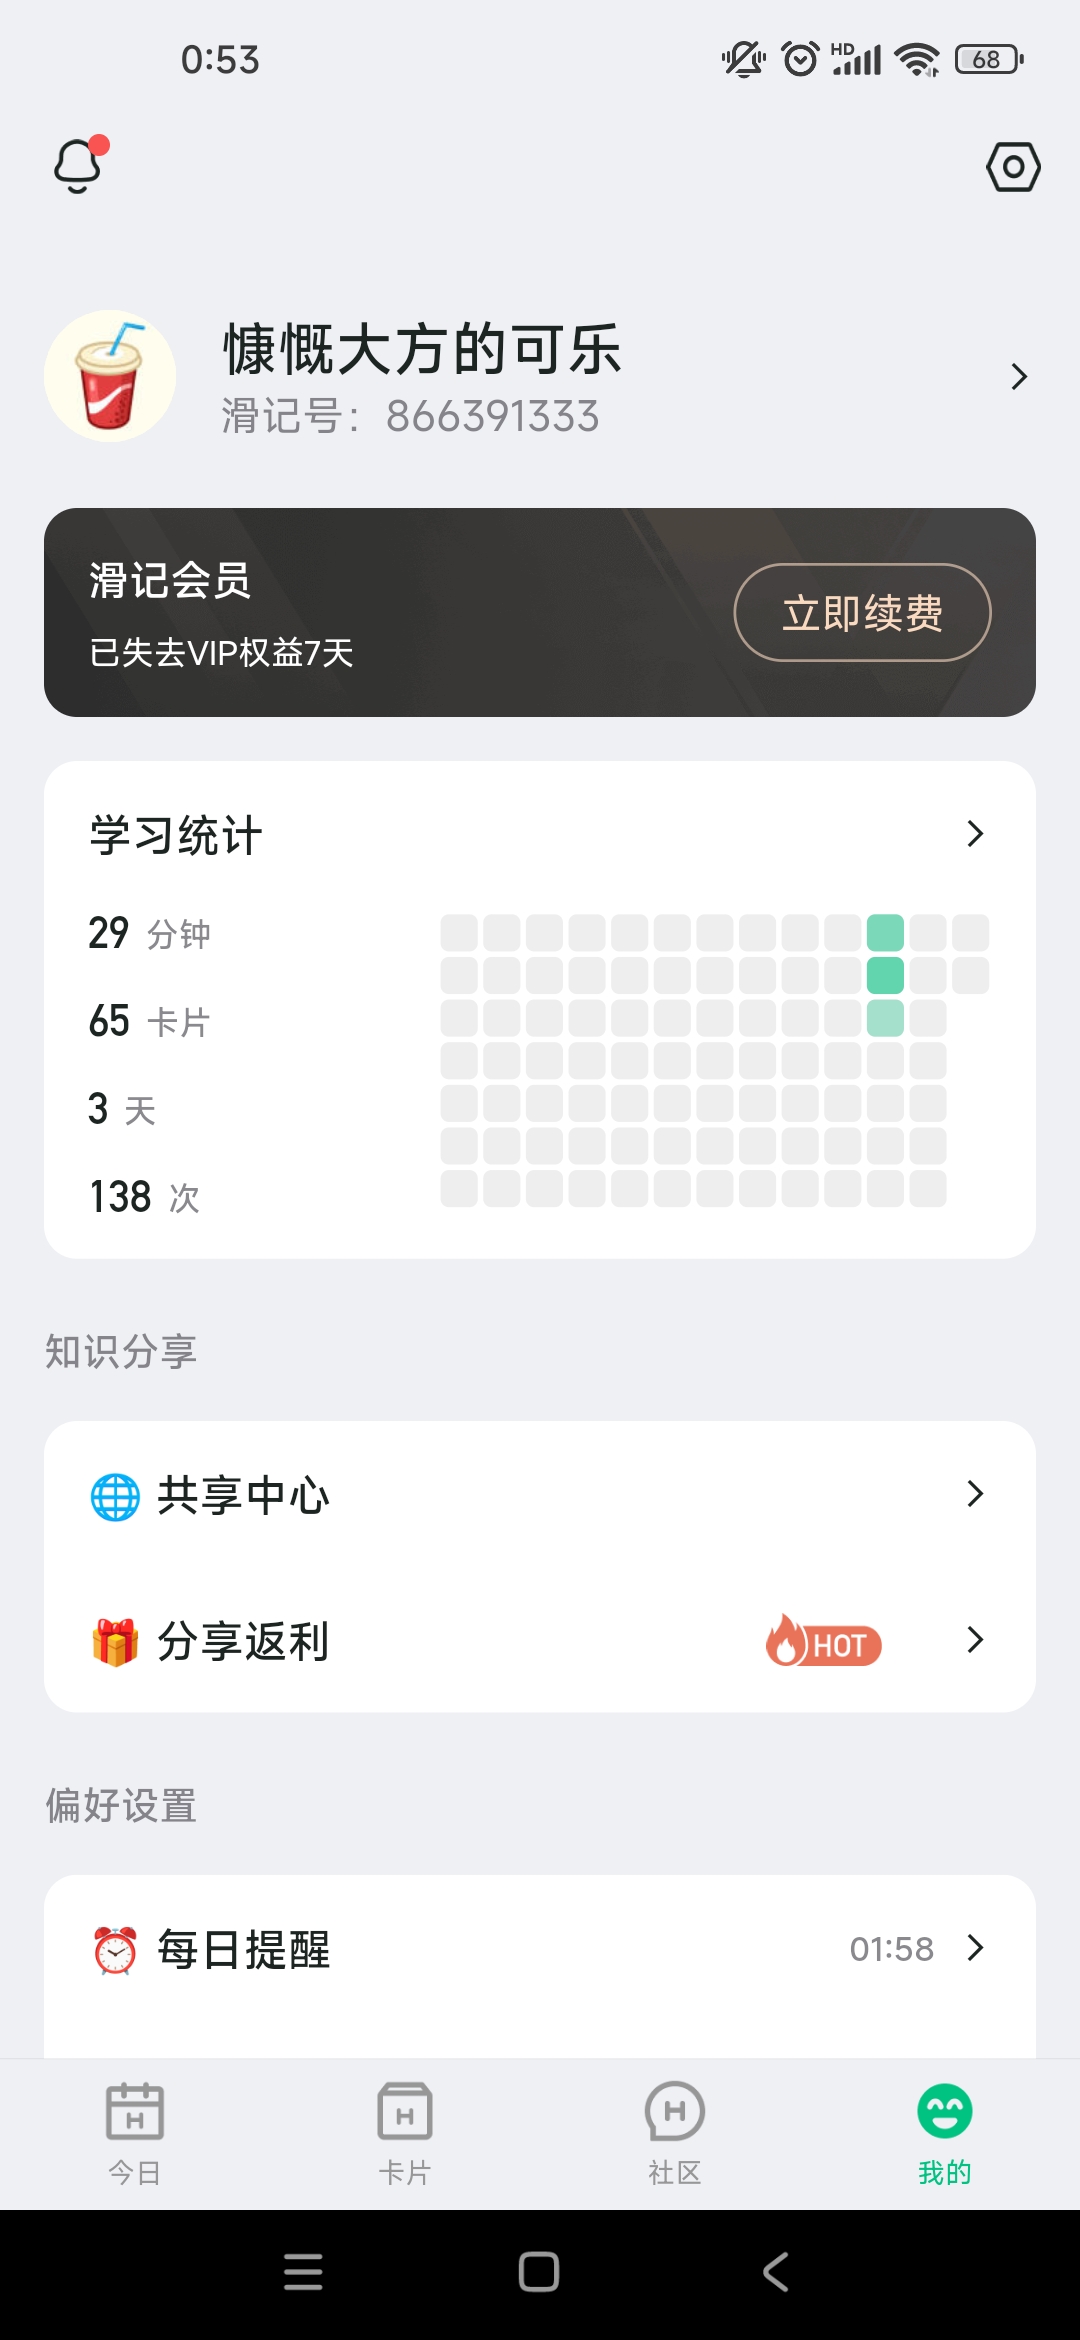 0:53
HD
68
慷慨大方的可乐
滑记号：866391333
滑记会员
已失去VIP权益7天
立即续费
学习统计
29 分钟
65 卡片
3 天
138 次
知识分享
共享中心
分享返利
HOT
偏好设置
每日提醒
01:58
今日
卡片
社区
我的